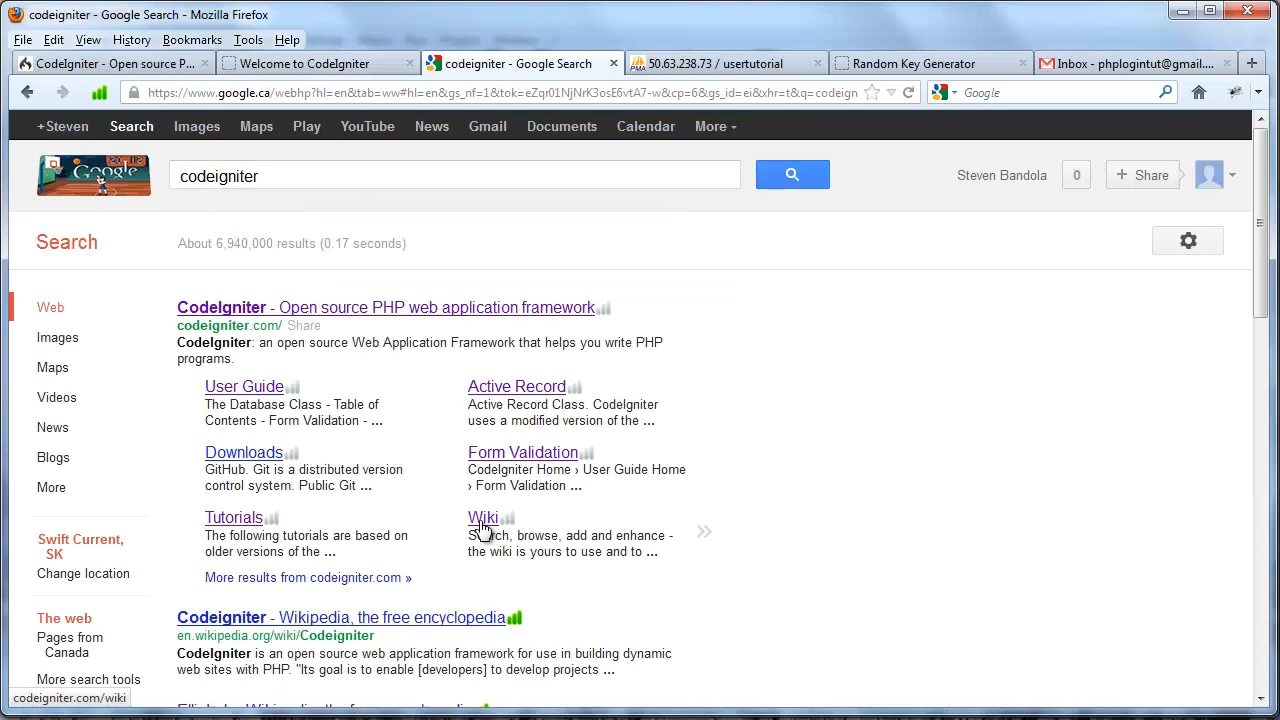 codeigniter - Google Search - Mozilla Firefox
File Edit View History Bookmarks Tools Help
CodeIgniter - Open source P... Welcome to CodeIgniter codeigniter - Google Search 50.63.238.73 / usertutorial Random Key Generator Inbox - phplogintut@gmail....
https://www.google.ca/webhp?hl=en&tab=ww#hl=en&gs_nf=1&tok=eZqr01NjNrK3osE6vtA7-w&cp=6&gs_id=ei&xhr=t&q=codeign Google
+Steven Search Images Maps Play YouTube News Gmail Documents Calendar More
Google
codeigniter
Steven Bandola 0 + Share
Search
About 6,940,000 results (0.17 seconds)
Web
Images
Maps
Videos
News
Blogs
More
Swift Current,
SK
Change location
The web
Pages from
Canada
More search tools
CodeIgniter - Open source PHP web application framework
codeigniter.com/ Share
CodeIgniter: an open source Web Application Framework that helps you write PHP
programs.
User Guide
The Database Class - Table of
Contents - Form Validation - ...
Active Record
Active Record Class. CodeIgniter
uses a modified version of the ...
Downloads
GitHub. Git is a distributed version
control system. Public Git ...
Form Validation
CodeIgniter Home › User Guide Home
› Form Validation ...
Tutorials
The following tutorials are based on
older versions of the ...
Wiki
Search, browse, add and enhance -
the wiki is yours to use and to ...
More results from codeigniter.com »
Codeigniter - Wikipedia, the free encyclopedia
en.wikipedia.org/wiki/Codeigniter
CodeIgniter is an open source web application framework for use in building dynamic
web sites with PHP. "Its goal is to enable [developers] to develop projects ...
codeigniter.com/wiki